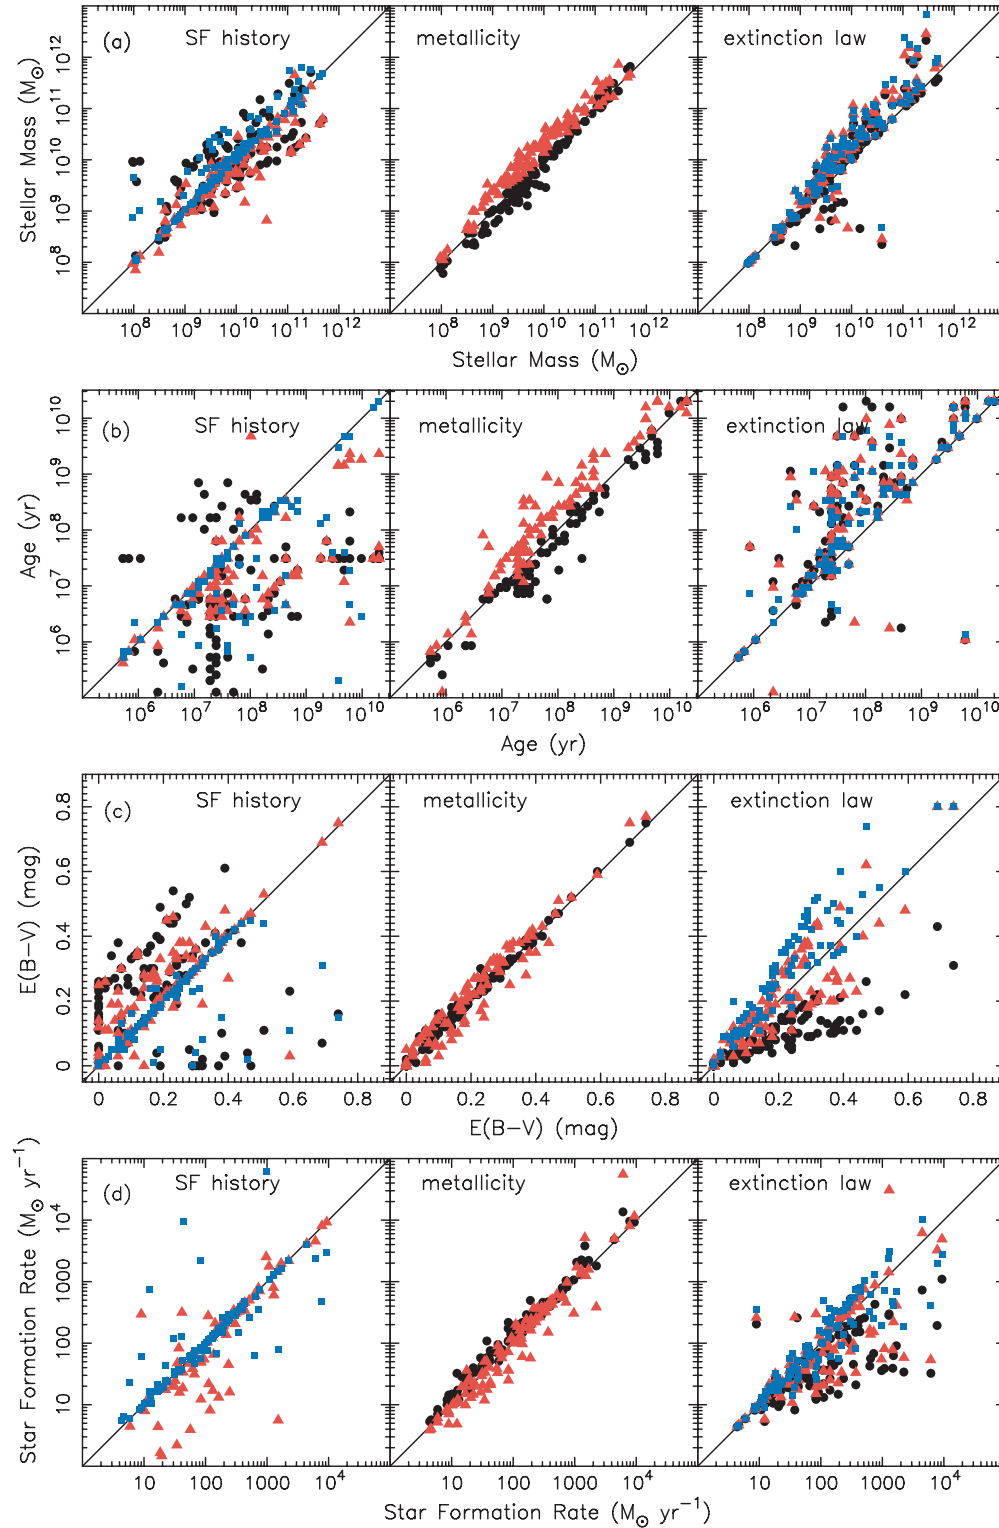 (a) SF history metallicity extinction law
Stellar Mass (M⊙)
10^12
10^11
10^10
10^9
10^8
10^8 10^9 10^10 10^11 10^12 10^8 10^9 10^10 10^11 10^12 10^8 10^9 10^10 10^11 10^12
Stellar Mass (M⊙)
(b) SF history metallicity extinction law
Age (yr)
10^10
10^9
10^8
10^7
10^6
10^6 10^7 10^8 10^9 10^10 10^6 10^7 10^8 10^9 10^10 10^6 10^7 10^8 10^9 10^10
Age (yr)
(c) SF history metallicity extinction law
E(B−V) (mag)
0.8
0.6
0.4
0.2
0
0 0.2 0.4 0.6 0.8 0 0.2 0.4 0.6 0.8 0 0.2 0.4 0.6 0.8
E(B−V) (mag)
(d) SF history metallicity extinction law
Star Formation Rate (M⊙ yr^−1)
10^4
1000
100
10
10 100 1000 10^4 10 100 1000 10^4 10 100 1000 10^4
Star Formation Rate (M⊙ yr^−1)